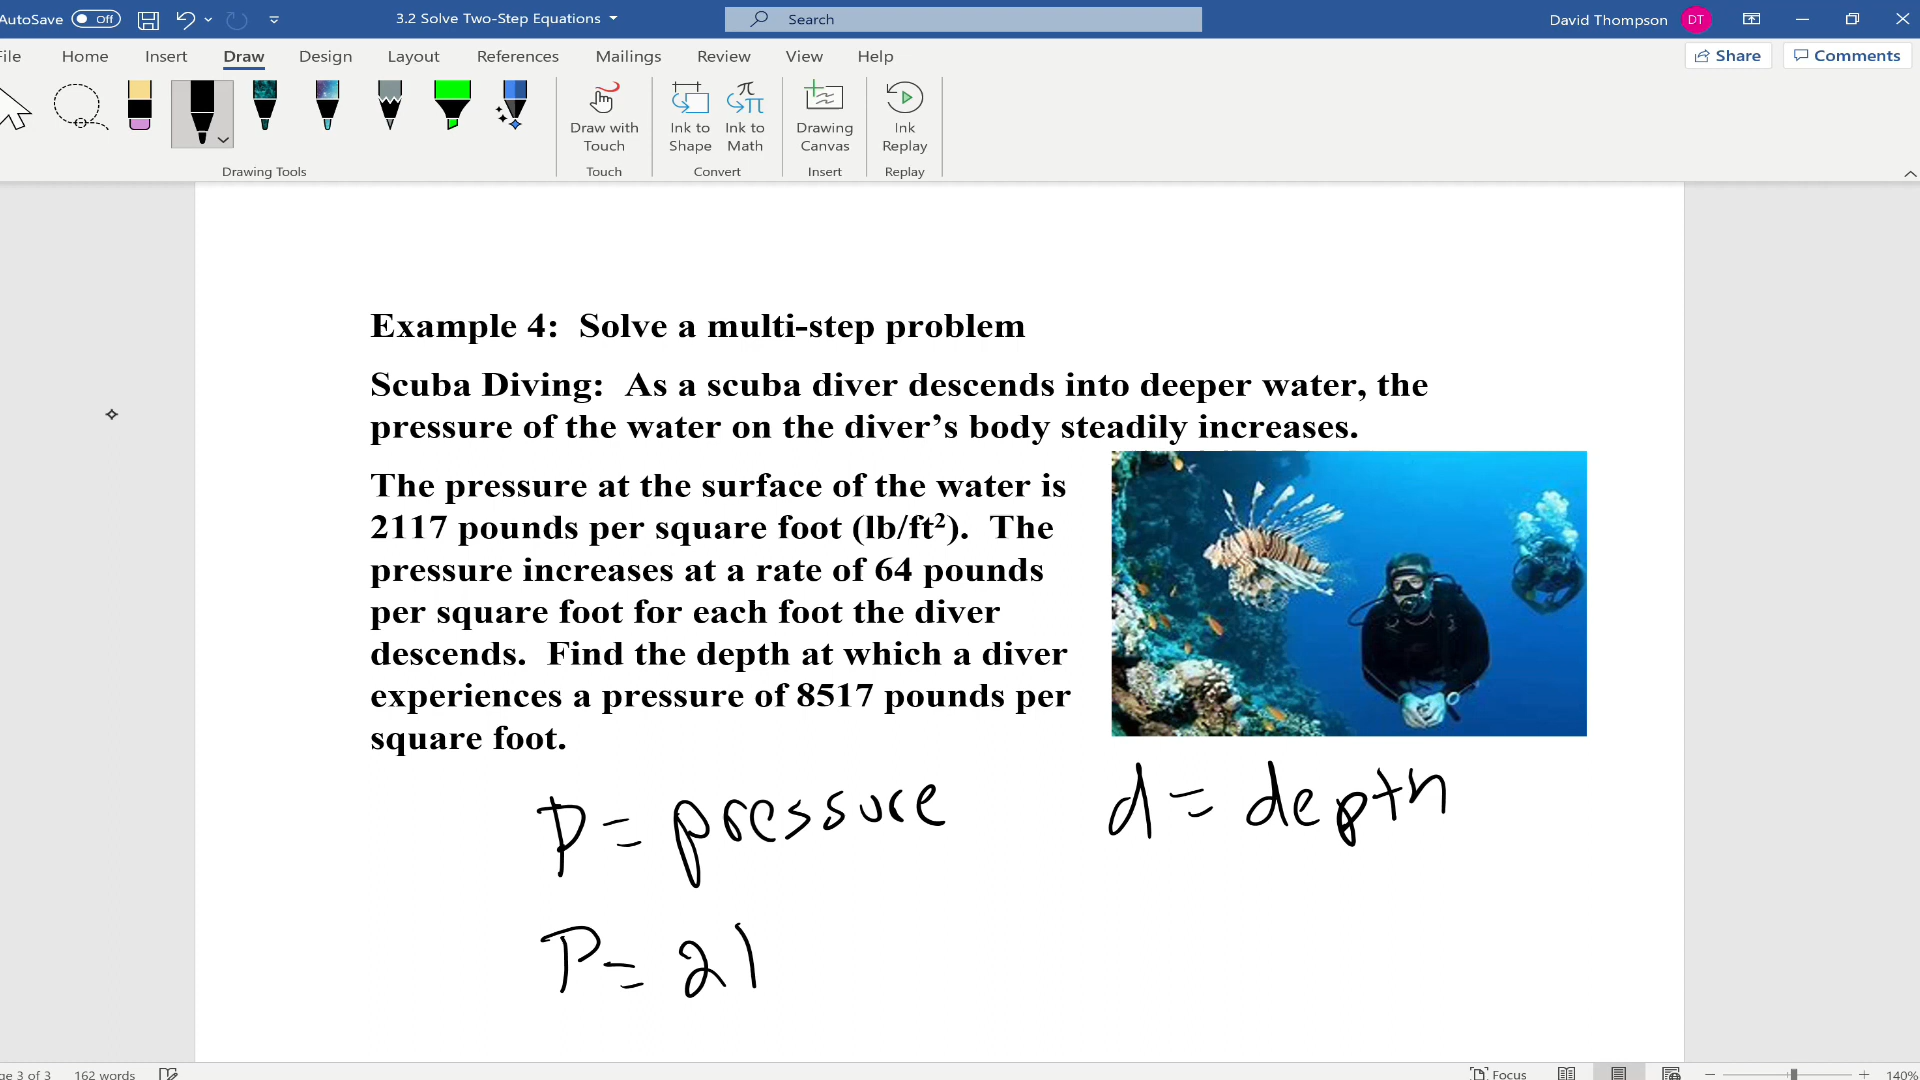 AutoSave Off 3.2 Solve Two-Step Equations Search David Thompson DT
File Home Insert Draw Design Layout References Mailings Review View Help Share Comments
Draw with Touch
Ink to Shape
Ink to Math
Drawing Canvas
Ink Replay
Drawing Tools Touch Convert Insert Replay
Example 4: Solve a multi-step problem
Scuba Diving: As a scuba diver descends into deeper water, the
pressure of the water on the diver’s body steadily increases.
The pressure at the surface of the water is
2117 pounds per square foot (lb/ft²). The
pressure increases at a rate of 64 pounds
per square foot for each foot the diver
descends. Find the depth at which a diver
experiences a pressure of 8517 pounds per
square foot.
P = pressure d = depth
P = 21
ge 3 of 3 162 words Focus 140%